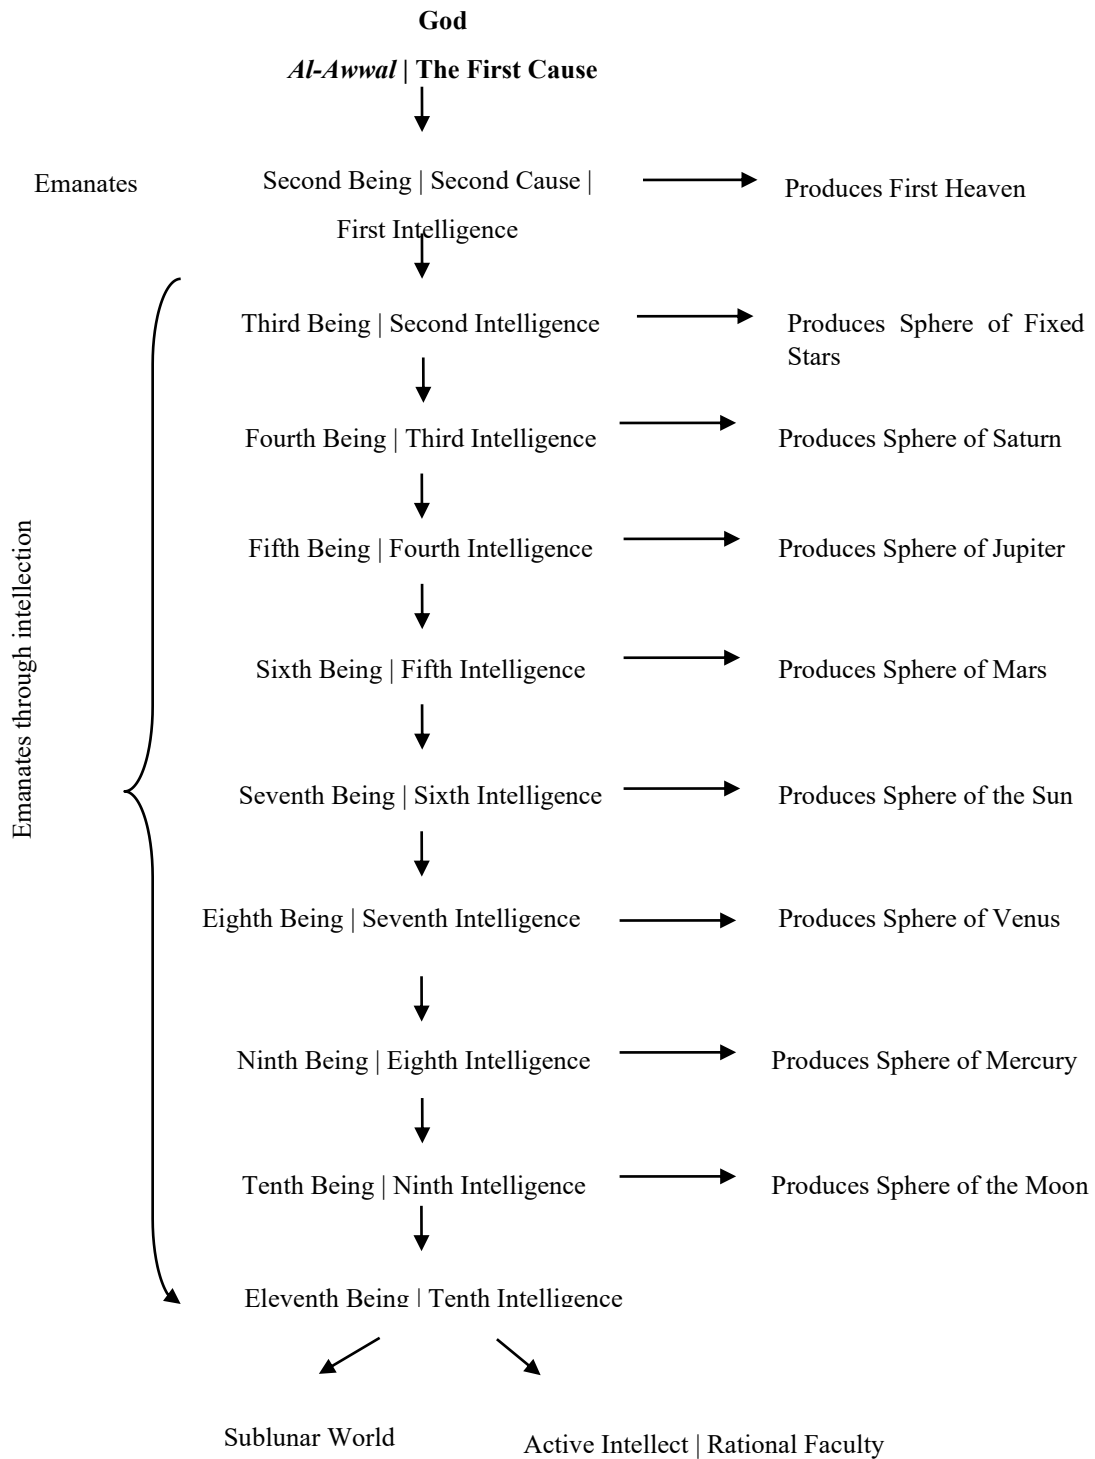 God
Al-Awwal | The First Cause
Emanates
Second Being | Second Cause |
First Intelligence
Produces First Heaven
Third Being | Second Intelligence
Produces Sphere of Fixed
Stars
Fourth Being | Third Intelligence
Produces Sphere of Saturn
Fifth Being | Fourth Intelligence
Produces Sphere of Jupiter
Emanates through intellection
Sixth Being | Fifth Intelligence
Produces Sphere of Mars
Seventh Being | Sixth Intelligence
Produces Sphere of the Sun
Eighth Being | Seventh Intelligence
Produces Sphere of Venus
Ninth Being | Eighth Intelligence
Produces Sphere of Mercury
Tenth Being | Ninth Intelligence
Produces Sphere of the Moon
Eleventh Being | Tenth Intelligence
Sublunar World
Active Intellect | Rational Faculty